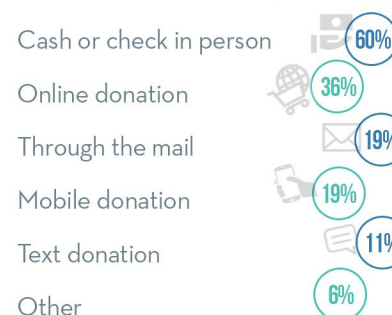 Cash or check in person 60%
Online donation 36%
Through the mail 19%
Mobile donation 19%
Text donation 11%
Other 6%